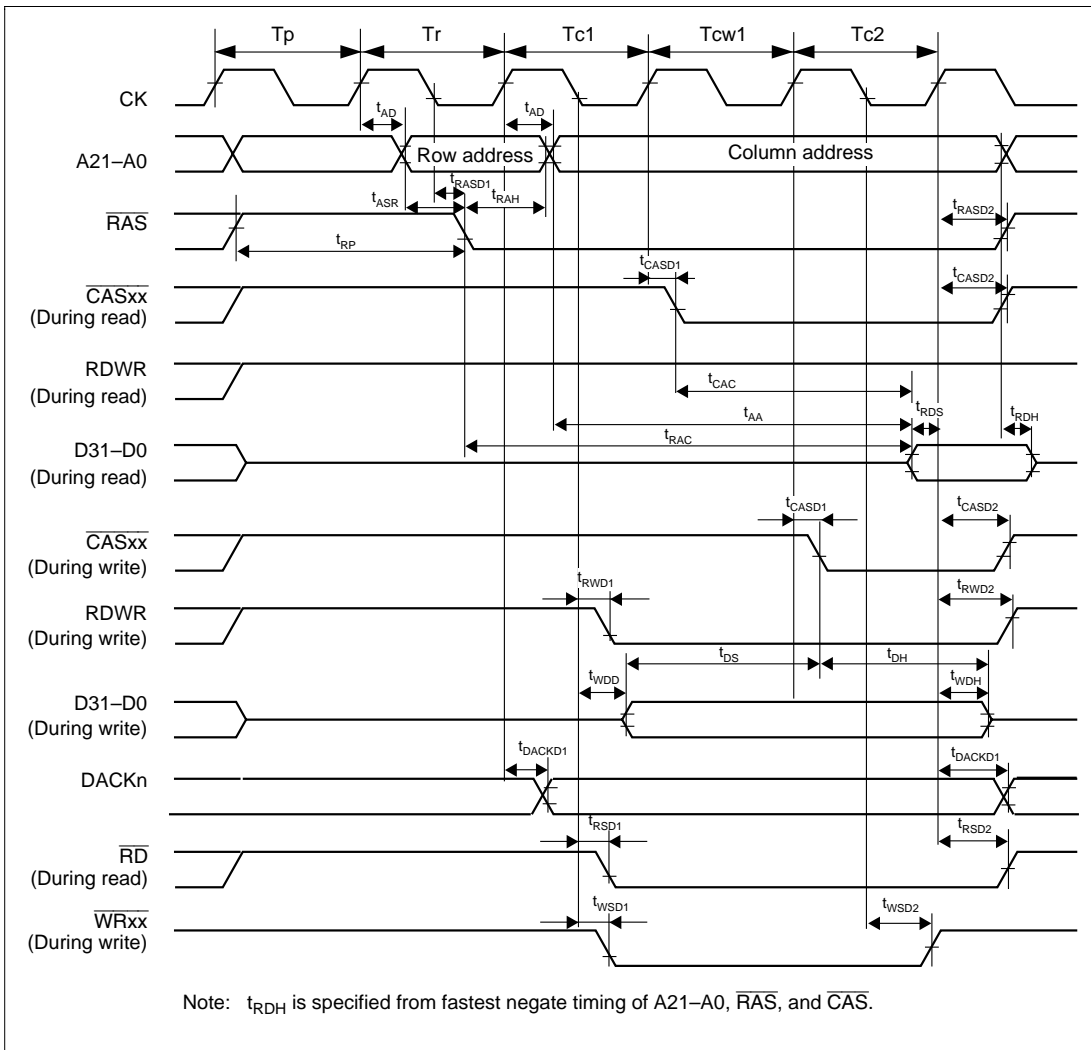 Tp Tr Tc1 Tcw1 Tc2
CK
tAD tAD
A21–A0 Row address Column address
tRASD1
tASR tRAH tRASD2
RAS
tRP
tCASD1 tCASD2
CASxx
(During read)
RDWR
(During read)
tCAC
tRDS tRDH
tAA
tRAC
D31–D0
(During read)
tCASD1 tCASD2
CASxx
(During write)
tRWD1 tRWD2
RDWR
(During write)
tDS tDH
tWDD tWDH
D31–D0
(During write)
tDACKD1 tDACKD1
DACKn
tRSD1 tRSD2
RD
(During read)
tWSD1 tWSD2
WRxx
(During write)
Note: tRDH is specified from fastest negate timing of A21–A0, RAS, and CAS.